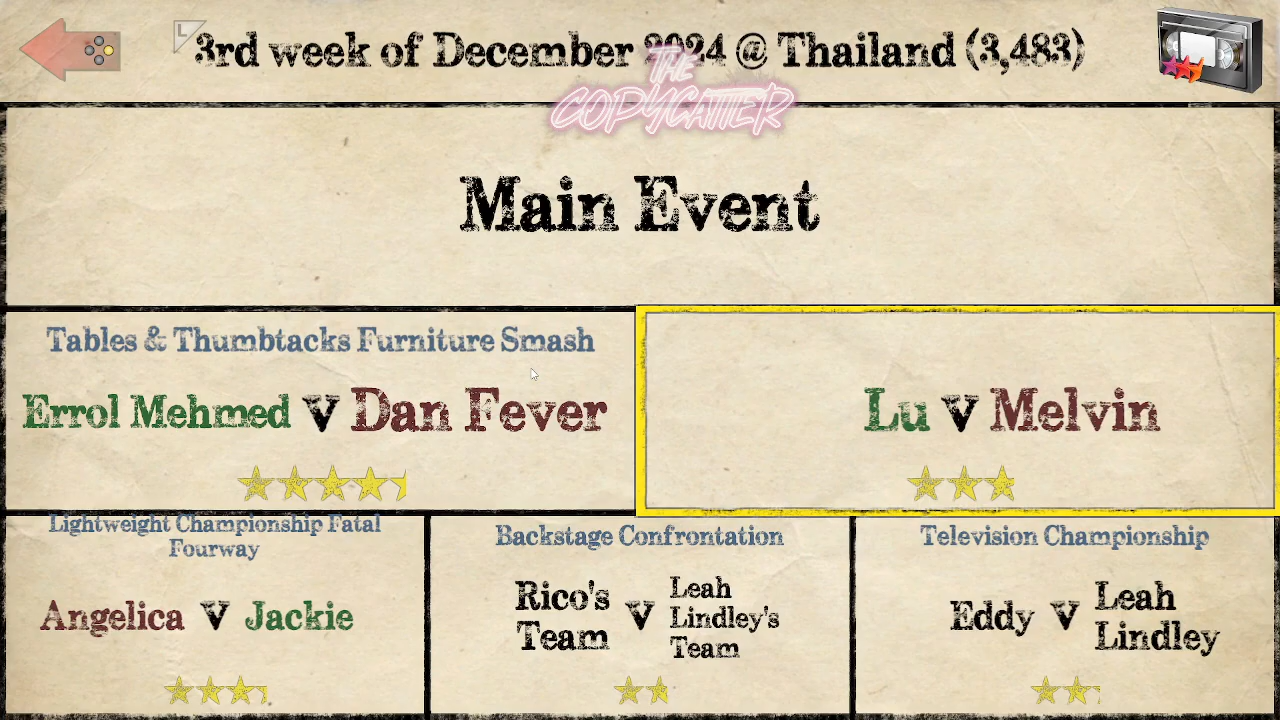 L
3rd week of December 2024 @ Thailand (3,483)
THE
COPYCATTER
Main Event
Tables & Thumbtacks Furniture Smash
Errol Mehmed V Dan Fever
Lu V Melvin
Lightweight Championship Fatal
Fourway
Angelica V Jackie
Backstage Confrontation
Rico's
Team
V
Leah
Lindley's
Team
Television Championship
Eddy V
Leah
Lindley